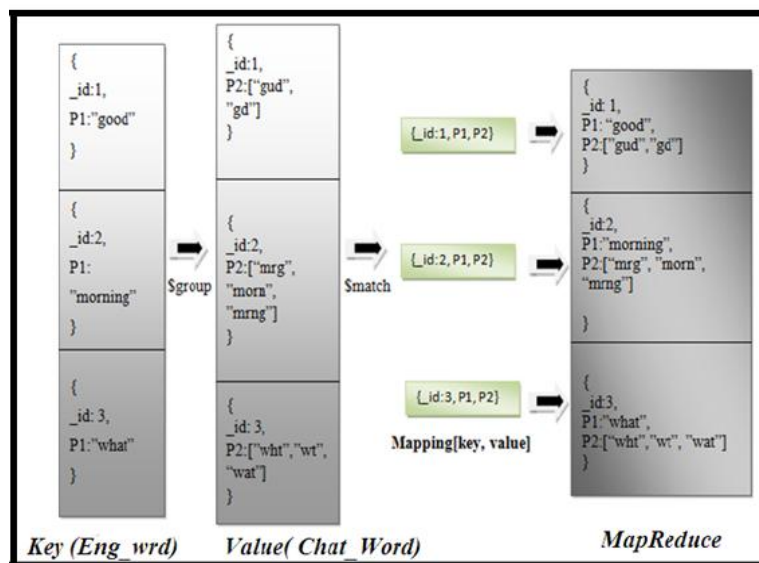 {
_id:1,
P1:"good"
}
{
_id:2,
P1:
"morning"
}
{
_id: 3,
P1:"what"
}
Key (Eng_wrd)
$group
{
_id:1,
P2:["gud",
"gd"]
}
{
_id:2,
P2:["mrg",
"morn",
"mrng"]
}
{
_id: 3,
P2:["wht","wt",
"wat"]
}
Value( Chat_Word)
$match
{_id:1, P1, P2}
{_id:2, P1, P2}
{_id:3, P1, P2}
Mapping[key, value]
{
_id: 1,
P1: "good",
P2:["gud","gd"]
}
{
_id:2,
P1:"morning",
P2:["mrg", "morn",
"mrng"]
}
{
_id:3,
P1:"what",
P2:["wht","wt", "wat"]
}
MapReduce